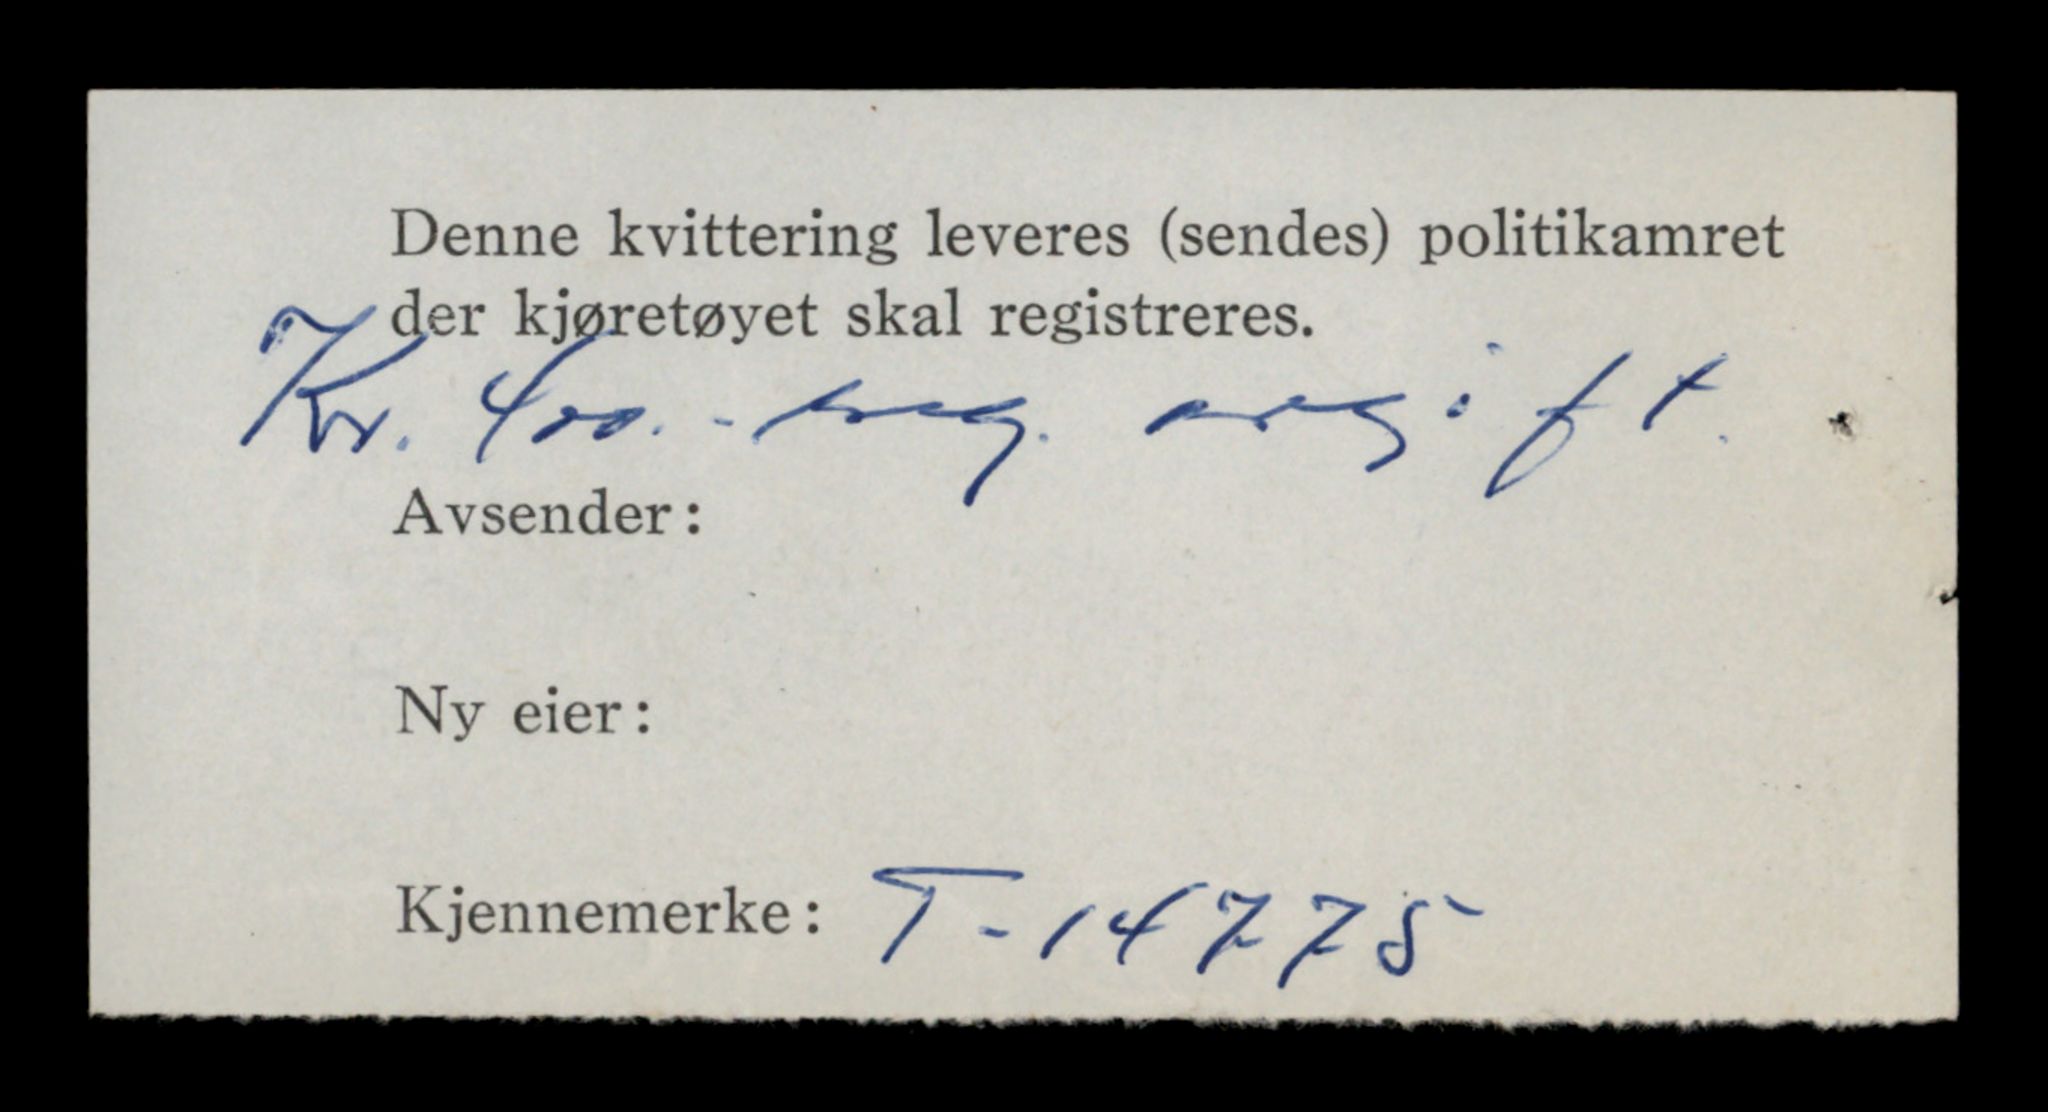 Denne kvittering leveres (sendes) politikamret
der kjøretøyet skal registreres.
Kr. 400.- reg. avgift.
Avsender:
Ny eier:
Kjennemerke: T-14775